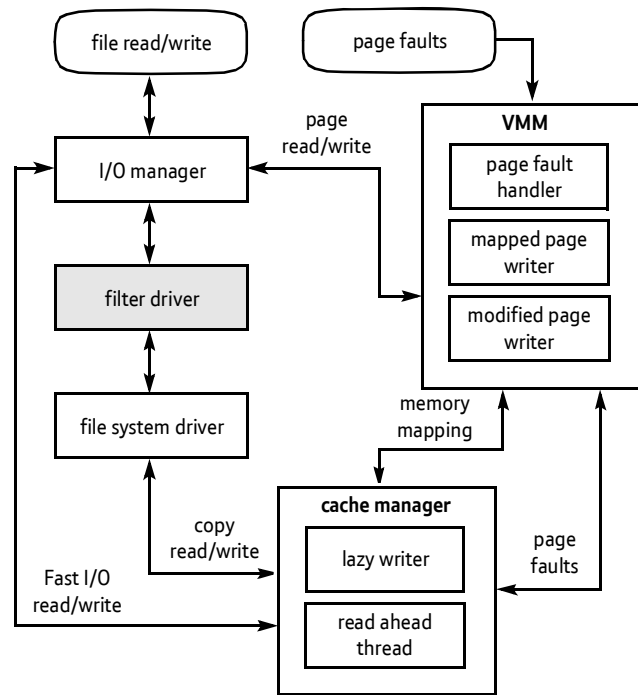 file read/write
page faults
VMM
page
read/write
I/O manager
page fault
handler
mapped page
writer
filter driver
modified page
writer
file system driver
memory
mapping
cache manager
copy
read/write
lazy writer
page
faults
Fast I/O
read/write
read ahead
thread